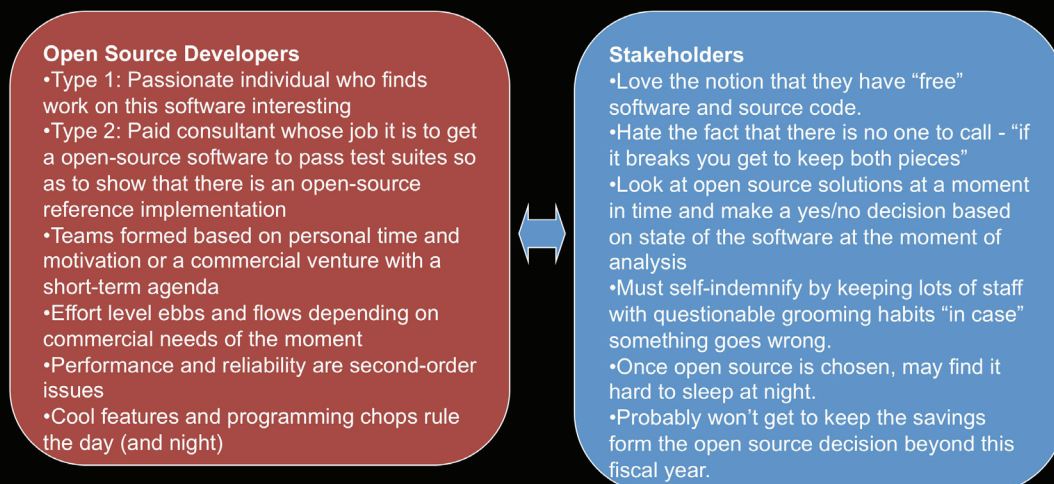 Open Source Developers
•Type 1: Passionate individual who finds
work on this software interesting
•Type 2: Paid consultant whose job it is to get
a open-source software to pass test suites so
as to show that there is an open-source
reference implementation
•Teams formed based on personal time and
motivation or a commercial venture with a
short-term agenda
•Effort level ebbs and flows depending on
commercial needs of the moment
•Performance and reliability are second-order
issues
•Cool features and programming chops rule
the day (and night)
Stakeholders
•Love the notion that they have “free”
software and source code.
•Hate the fact that there is no one to call - “if
it breaks you get to keep both pieces”
•Look at open source solutions at a moment
in time and make a yes/no decision based
on state of the software at the moment of
analysis
•Must self-indemnify by keeping lots of staff
with questionable grooming habits “in case”
something goes wrong.
•Once open source is chosen, may find it
hard to sleep at night.
•Probably won’t get to keep the savings
form the open source decision beyond this
fiscal year.